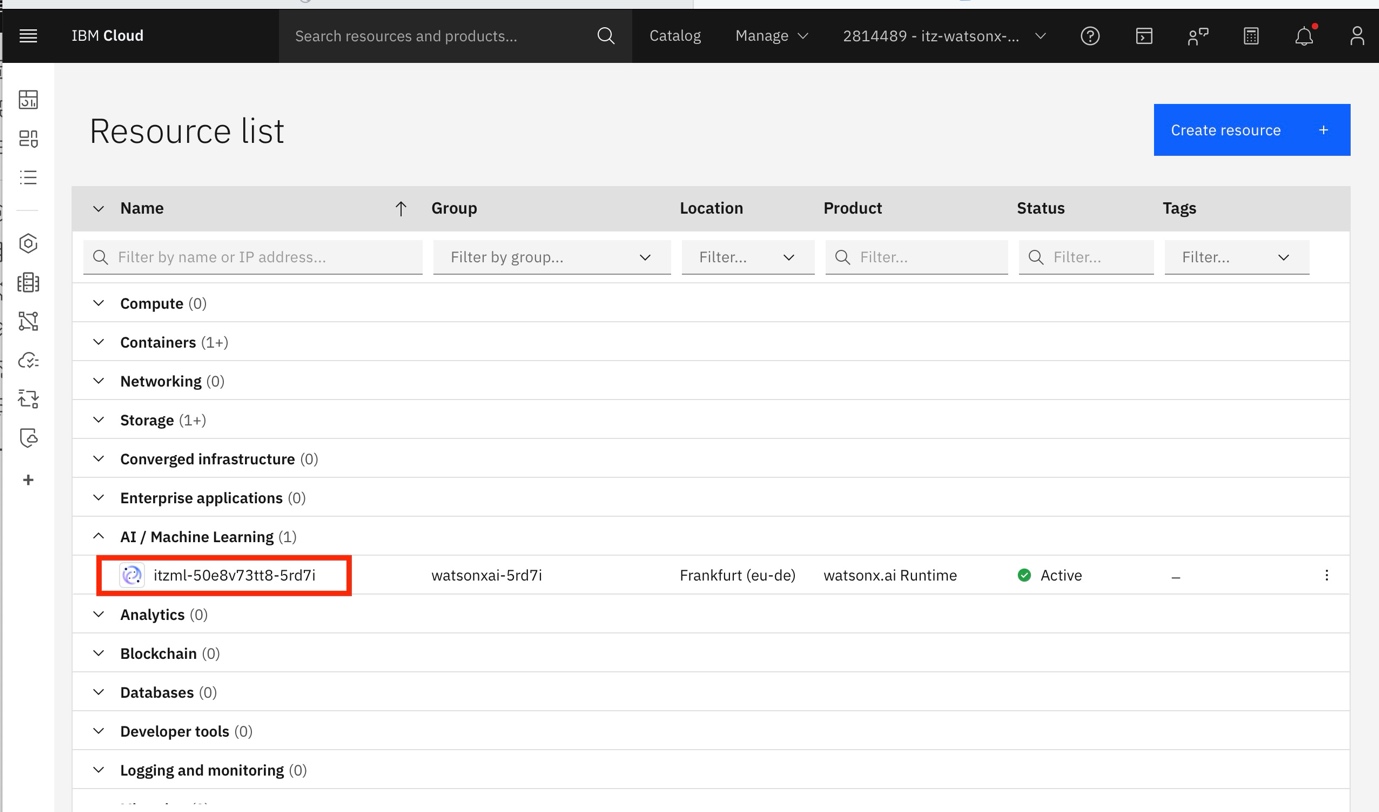 IBM Cloud
Search resources and products...
Catalog
Manage
2814489 - itz-watsonx-...
Resource list
Create resource +
Name
Group
Location
Product
Status
Tags
Filter by name or IP address...
Filter by group...
Filter...
Filter...
Filter...
Filter...
Compute (0)
Containers (1+)
Networking (0)
Storage (1+)
Converged infrastructure (0)
Enterprise applications (0)
AI / Machine Learning (1)
itzml-50e8v73tt8-5rd7i
watsonxai-5rd7i
Frankfurt (eu-de)
watsonx.ai Runtime
Active
–
Analytics (0)
Blockchain (0)
Databases (0)
Developer tools (0)
Logging and monitoring (0)